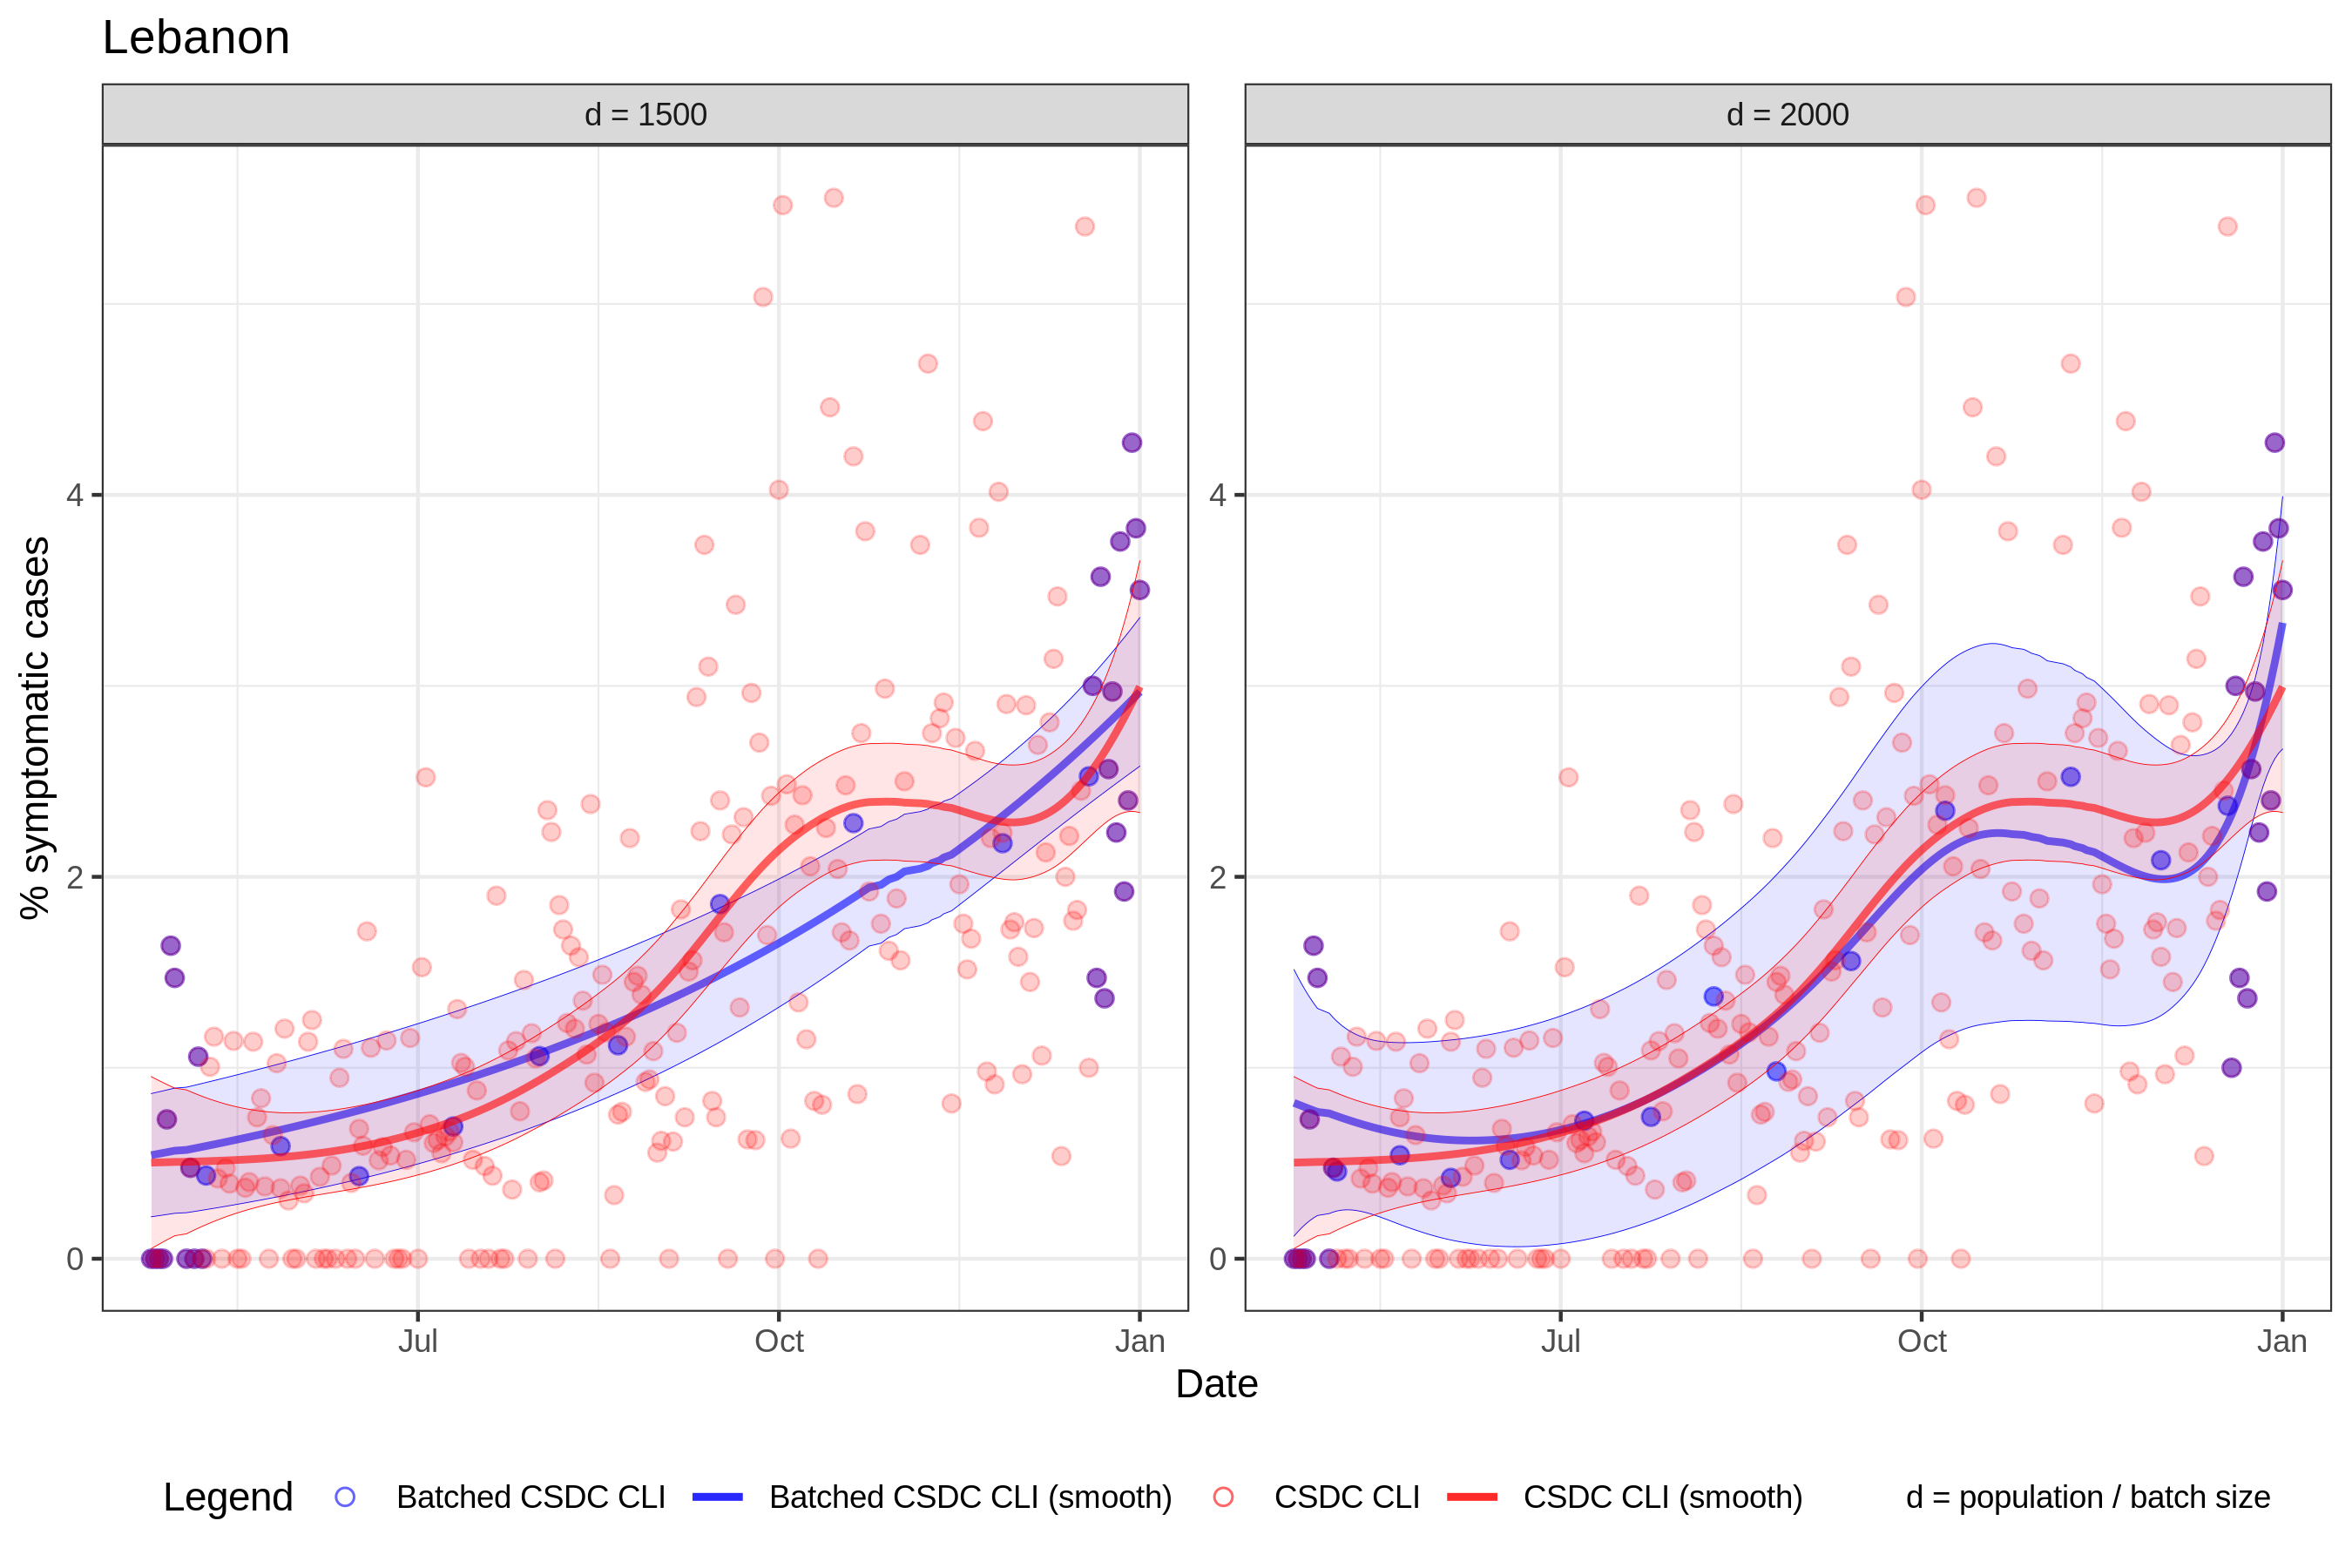 Lebanon
d = 1500
d = 2000
% symptomatic cases
4
2
0
4
2
0
Jul
Oct
Jan
Jul
Oct
Jan
Date
Legend
Batched CSDC CLI
Batched CSDC CLI (smooth)
CSDC CLI
CSDC CLI (smooth)
d = population / batch size